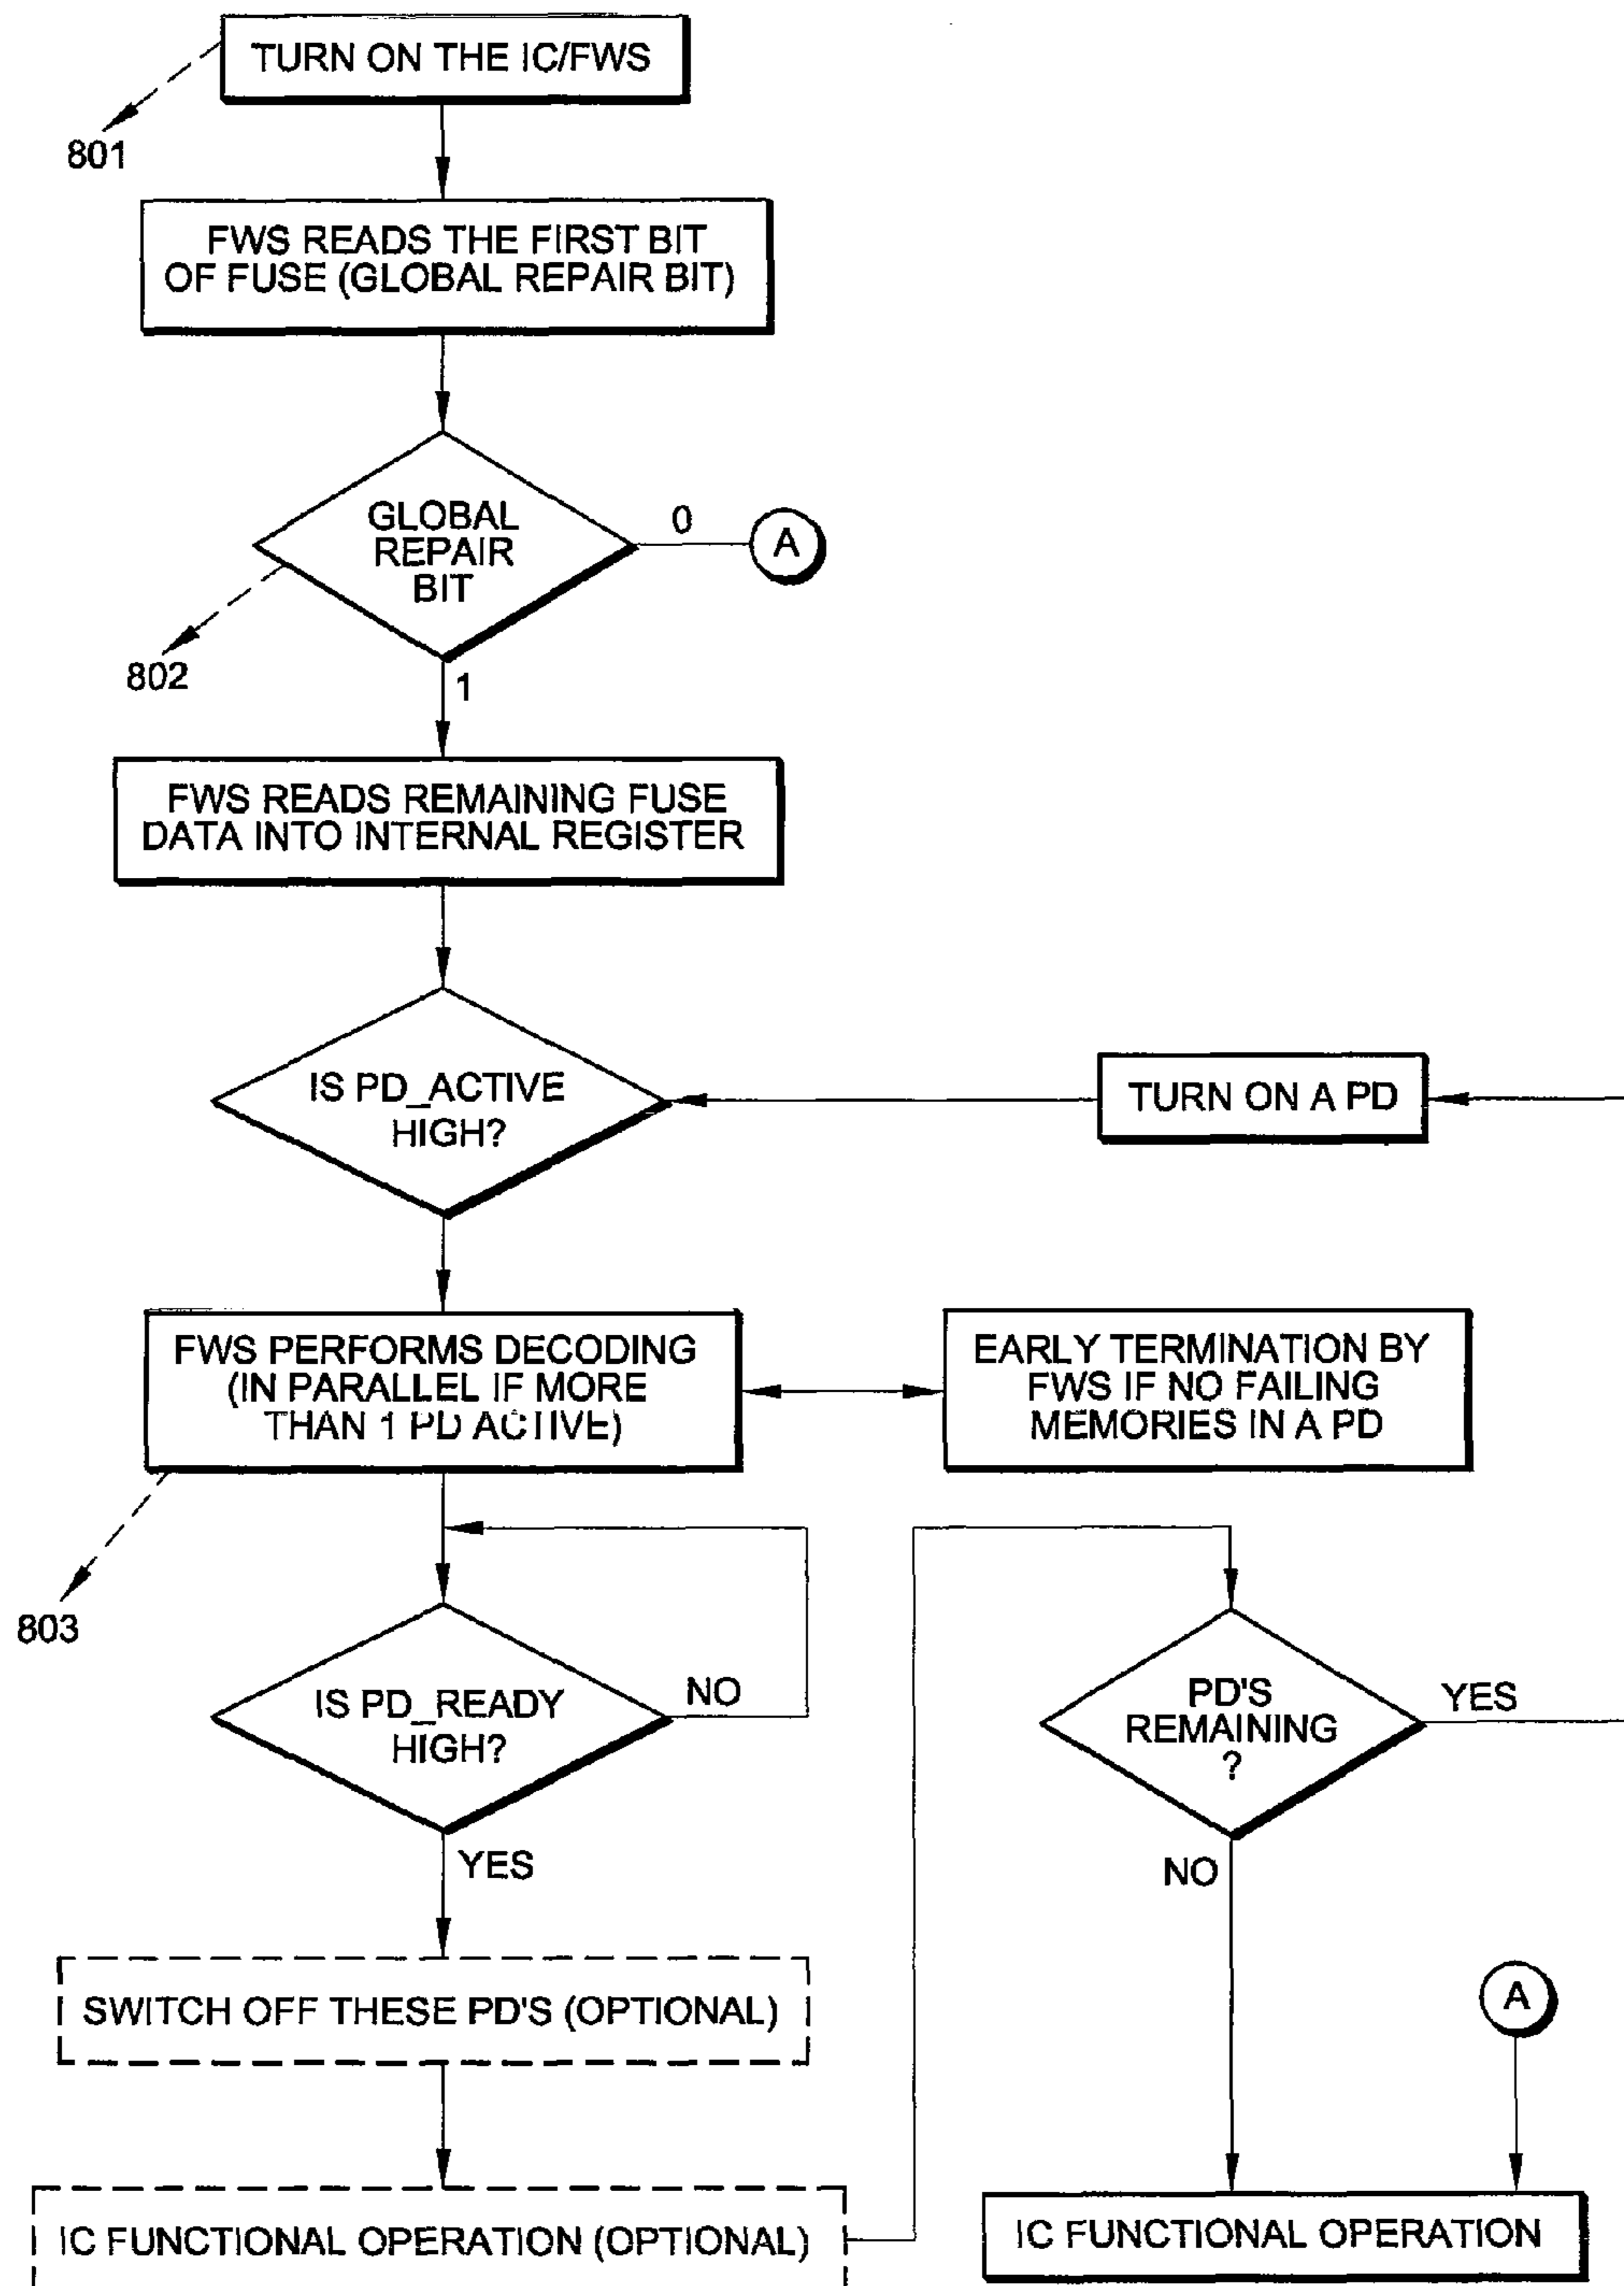 TURN ON THE IC/FWS
801
FWS READS THE FIRST BIT
OF FUSE (GLOBAL REPAIR BIT)
GLOBAL
REPAIR
BIT
0
A
802
1
FWS READS REMAINING FUSE
DATA INTO INTERNAL REGISTER
IS PD_ACTIVE
HIGH?
TURN ON A PD
FWS PERFORMS DECODING
(IN PARALLEL IF MORE
THAN 1 PD ACTIVE)
EARLY TERMINATION BY
FWS IF NO FAILING
MEMORIES IN A PD
803
IS PD_READY
HIGH?
NO
YES
PD'S
REMAINING
?
YES
NO
SWITCH OFF THESE PD'S (OPTIONAL)
A
IC FUNCTIONAL OPERATION (OPTIONAL)
IC FUNCTIONAL OPERATION